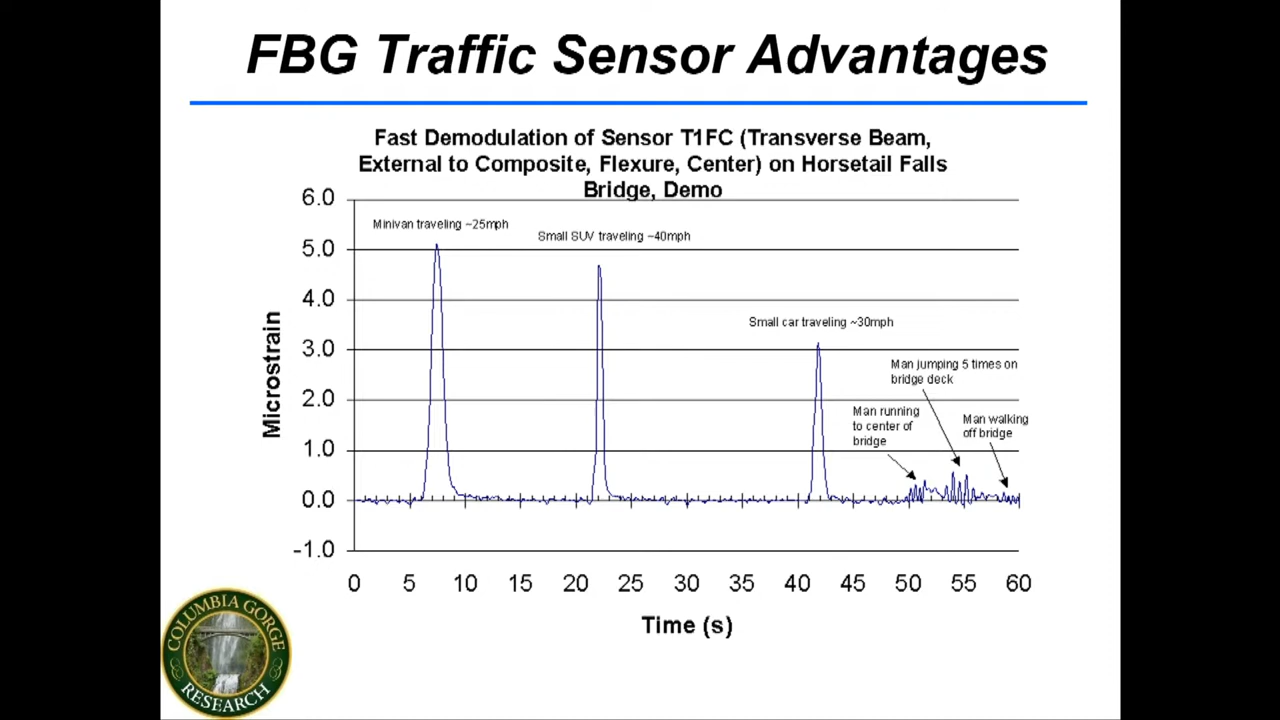 FBG Traffic Sensor Advantages
Fast Demodulation of Sensor T1FC (Transverse Beam,
External to Composite, Flexure, Center) on Horsetail Falls
Bridge, Demo
6.0
5.0
4.0
3.0
2.0
1.0
0.0
-1.0
Microstrain
Minivan traveling ~25mph
Small SUV traveling ~40mph
Small car traveling ~30mph
Man jumping 5 times on
bridge deck
Man running
to center of
bridge
Man walking
off bridge
0 5 10 15 20 25 30 35 40 45 50 55 60
Time (s)
COLUMBIA GORGE
RESEARCH